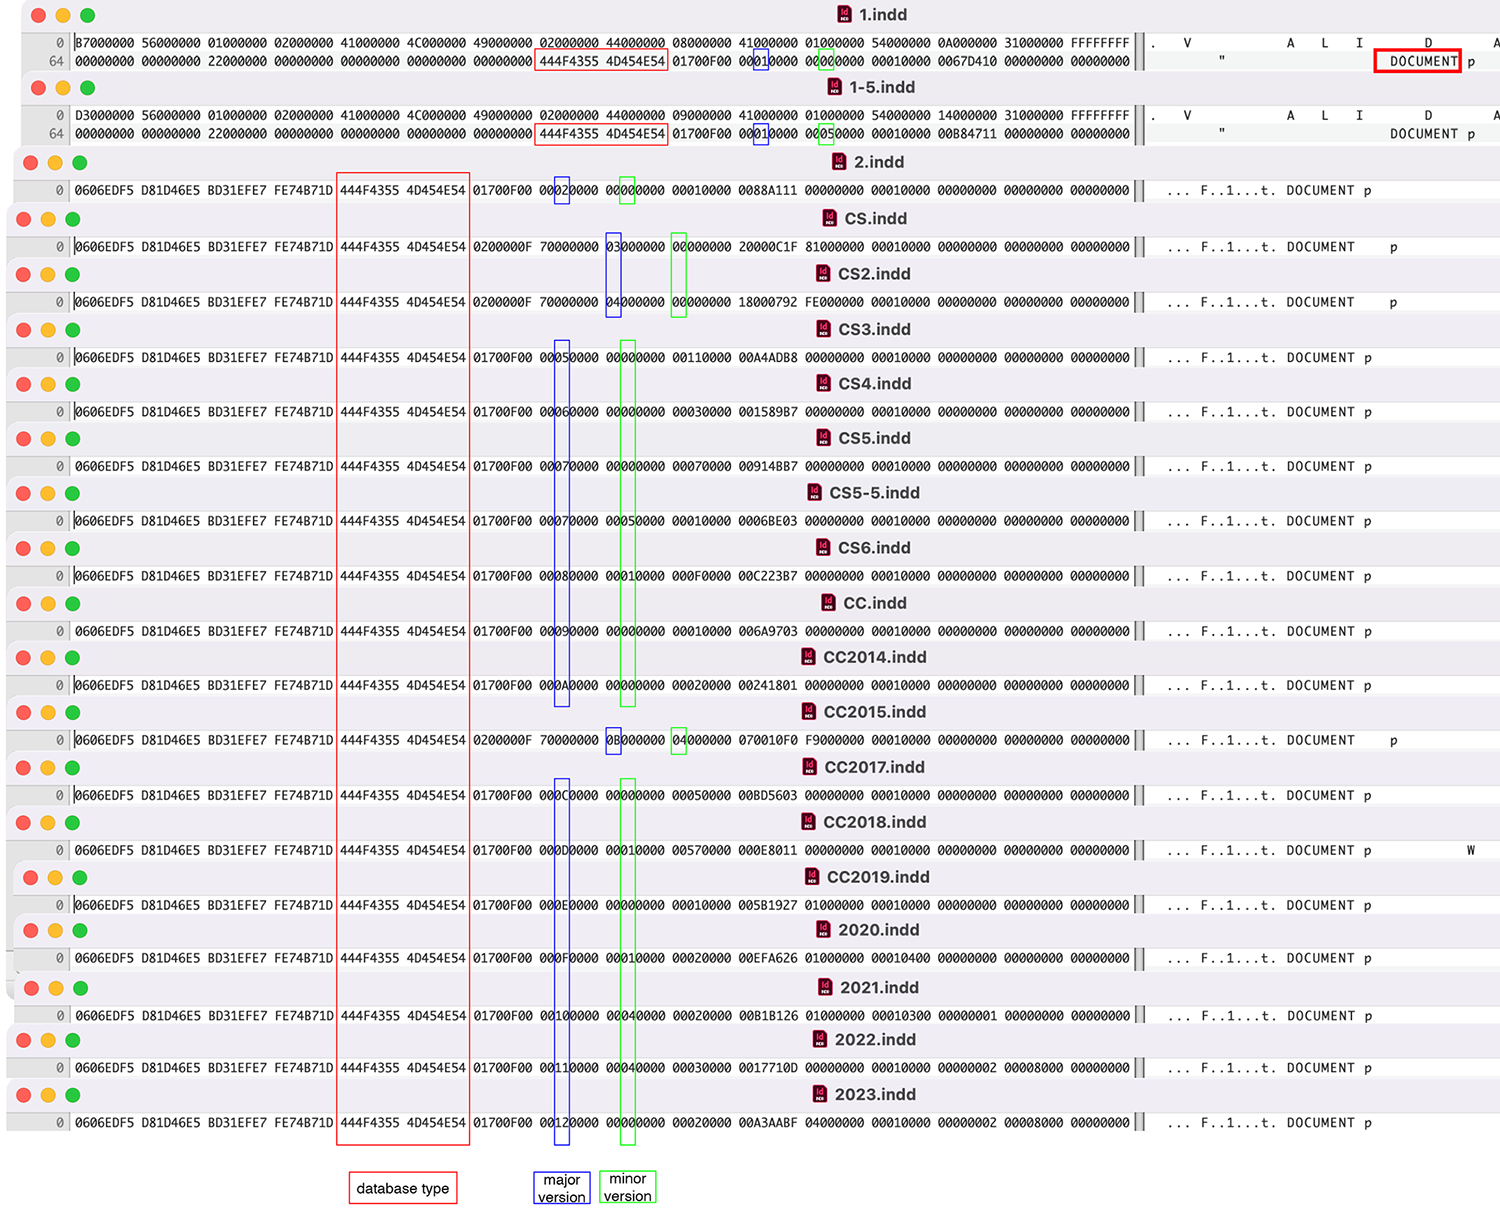 1.indd
0 B7000000 56000000 01000000 02000000 41000000 4C000000 49000000 02000000 44000000 08000000 41000000 01000000 54000000 0A000000 31000000 FFFFFFFF . V A L I D A
64 00000000 00000000 22000000 00000000 00000000 00000000 00000000 444F4355 4D454E54 01700F00 00010000 00000000 00010000 0067D410 00000000 00000000 " DOCUMENT p
1-5.indd
0 D3000000 56000000 01000000 02000000 41000000 4C000000 49000000 02000000 44000000 09000000 41000000 01000000 54000000 14000000 31000000 FFFFFFFF . V A L I D A
64 00000000 00000000 22000000 00000000 00000000 00000000 00000000 444F4355 4D454E54 01700F00 00010000 00050000 00010000 00B84711 00000000 00000000 " DOCUMENT p
2.indd
0 0606EDF5 D81D46E5 BD31EFE7 FE74B71D 444F4355 4D454E54 01700F00 00020000 00000000 00010000 0088A111 00000000 00010000 00000000 00000000 00000000 ... F..1...t. DOCUMENT p
CS.indd
0 0606EDF5 D81D46E5 BD31EFE7 FE74B71D 444F4355 4D454E54 0200000F 70000000 03000000 00000000 20000C1F 81000000 00010000 00000000 00000000 00000000 ... F..1...t. DOCUMENT p
CS2.indd
0 0606EDF5 D81D46E5 BD31EFE7 FE74B71D 444F4355 4D454E54 0200000F 70000000 04000000 00000000 18000792 FE000000 00010000 00000000 00000000 00000000 ... F..1...t. DOCUMENT p
CS3.indd
0 0606EDF5 D81D46E5 BD31EFE7 FE74B71D 444F4355 4D454E54 01700F00 00050000 00000000 00110000 00A4ADB8 00000000 00010000 00000000 00000000 00000000 ... F..1...t. DOCUMENT p
CS4.indd
0 0606EDF5 D81D46E5 BD31EFE7 FE74B71D 444F4355 4D454E54 01700F00 00060000 00000000 00030000 001589B7 00000000 00010000 00000000 00000000 00000000 ... F..1...t. DOCUMENT p
CS5.indd
0 0606EDF5 D81D46E5 BD31EFE7 FE74B71D 444F4355 4D454E54 01700F00 00070000 00000000 00070000 00914BB7 00000000 00010000 00000000 00000000 00000000 ... F..1...t. DOCUMENT p
CS5-5.indd
0 0606EDF5 D81D46E5 BD31EFE7 FE74B71D 444F4355 4D454E54 01700F00 00070000 00050000 00010000 0006BE03 00000000 00010000 00000000 00000000 00000000 ... F..1...t. DOCUMENT p
CS6.indd
0 0606EDF5 D81D46E5 BD31EFE7 FE74B71D 444F4355 4D454E54 01700F00 00080000 00010000 000F0000 00C223B7 00000000 00010000 00000000 00000000 00000000 ... F..1...t. DOCUMENT p
CC.indd
0 0606EDF5 D81D46E5 BD31EFE7 FE74B71D 444F4355 4D454E54 01700F00 00090000 00000000 00010000 006A9703 00000000 00010000 00000000 00000000 00000000 ... F..1...t. DOCUMENT p
CC2014.indd
0 0606EDF5 D81D46E5 BD31EFE7 FE74B71D 444F4355 4D454E54 01700F00 000A0000 00000000 00020000 00241801 00000000 00010000 00000000 00000000 00000000 ... F..1...t. DOCUMENT p
CC2015.indd
0 0606EDF5 D81D46E5 BD31EFE7 FE74B71D 444F4355 4D454E54 0200000F 70000000 0B000000 04000000 070010F0 F9000000 00010000 00000000 00000000 00000000 ... F..1...t. DOCUMENT p
CC2017.indd
0 0606EDF5 D81D46E5 BD31EFE7 FE74B71D 444F4355 4D454E54 01700F00 000C0000 00000000 00050000 00BD5603 00000000 00010000 00000000 00000000 00000000 ... F..1...t. DOCUMENT p
CC2018.indd
0 0606EDF5 D81D46E5 BD31EFE7 FE74B71D 444F4355 4D454E54 01700F00 000D0000 00010000 00570000 000E8011 00000000 00010000 00000000 00000000 00000000 ... F..1...t. DOCUMENT p W
CC2019.indd
0 0606EDF5 D81D46E5 BD31EFE7 FE74B71D 444F4355 4D454E54 01700F00 000E0000 00000000 00010000 005B1927 01000000 00010000 00000000 00000000 00000000 ... F..1...t. DOCUMENT p
2020.indd
0 0606EDF5 D81D46E5 BD31EFE7 FE74B71D 444F4355 4D454E54 01700F00 000F0000 00010000 00020000 00EFA626 01000000 00010400 00000000 00000000 00000000 ... F..1...t. DOCUMENT p
2021.indd
0 0606EDF5 D81D46E5 BD31EFE7 FE74B71D 444F4355 4D454E54 01700F00 00100000 00040000 00020000 00B1B126 01000000 00010300 00000001 00000000 00000000 ... F..1...t. DOCUMENT p
2022.indd
0 0606EDF5 D81D46E5 BD31EFE7 FE74B71D 444F4355 4D454E54 01700F00 00110000 00040000 00030000 0017710D 00000000 00010000 00000002 00008000 00000000 ... F..1...t. DOCUMENT p
2023.indd
0 0606EDF5 D81D46E5 BD31EFE7 FE74B71D 444F4355 4D454E54 01700F00 00120000 00000000 00020000 00A3AABF 04000000 00010000 00000002 00008000 00000000 ... F..1...t. DOCUMENT p
database type
major version
minor version